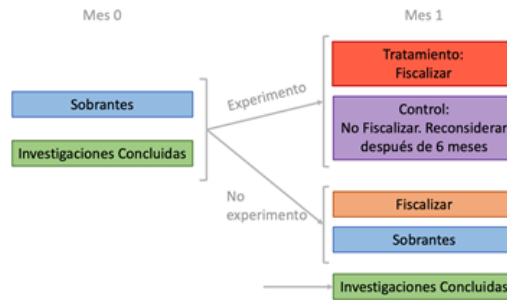 Mes 0
Mes 1
Sobrantes
Investigaciones Concluidas
Experimento
No
experimento
Tratamiento:
Fiscalizar
Control:
No Fiscalizar. Reconsiderar
después de 6 meses
Fiscalizar
Sobrantes
Investigaciones Concluidas